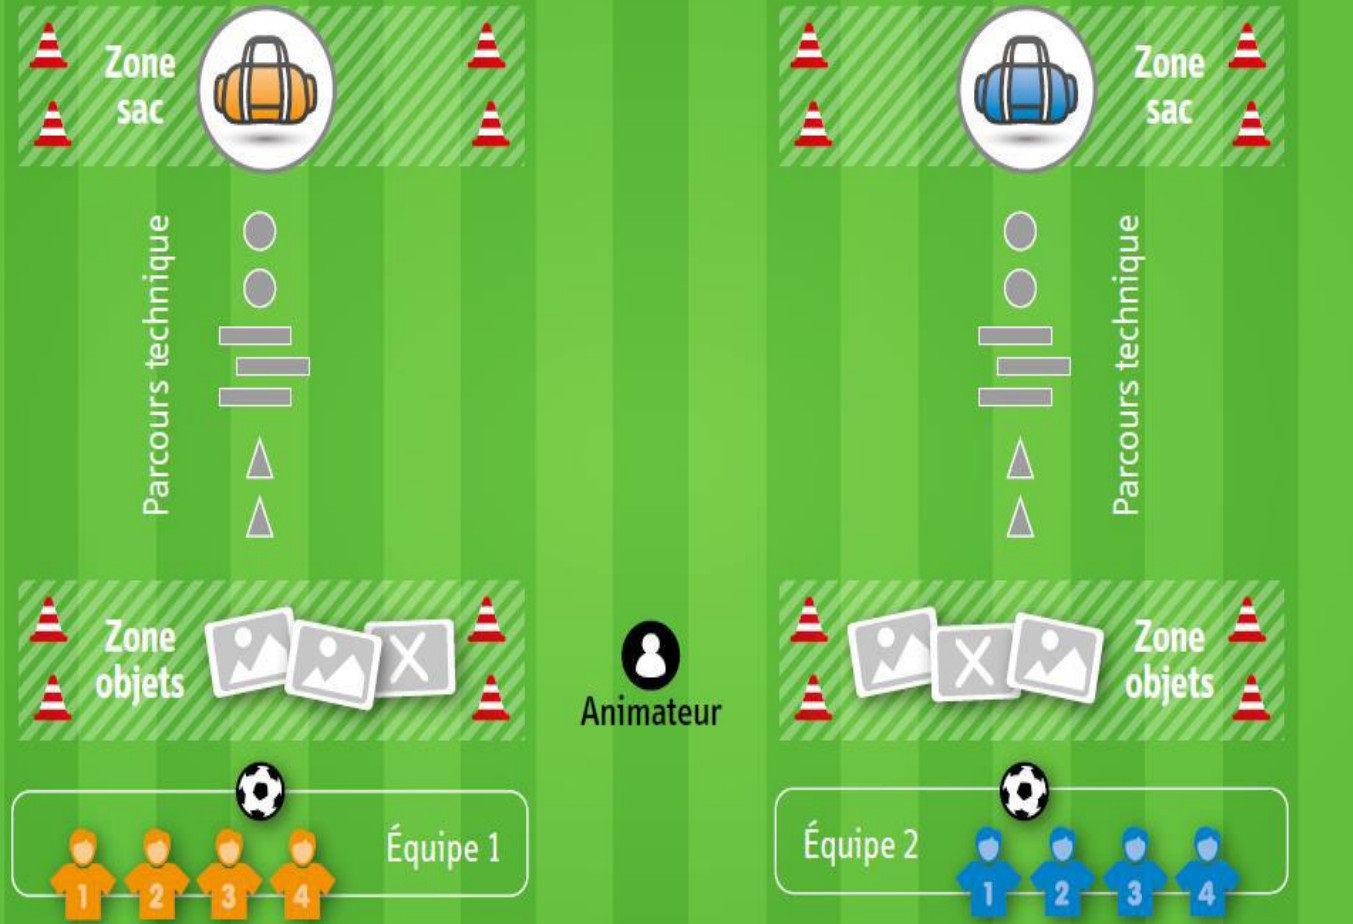 Zone
sac
Zone
sac
Parcours technique
Parcours technique
Zone
objets
Zone
objets
Animateur
Équipe 1
1
2
3
4
Équipe 2
1
2
3
4